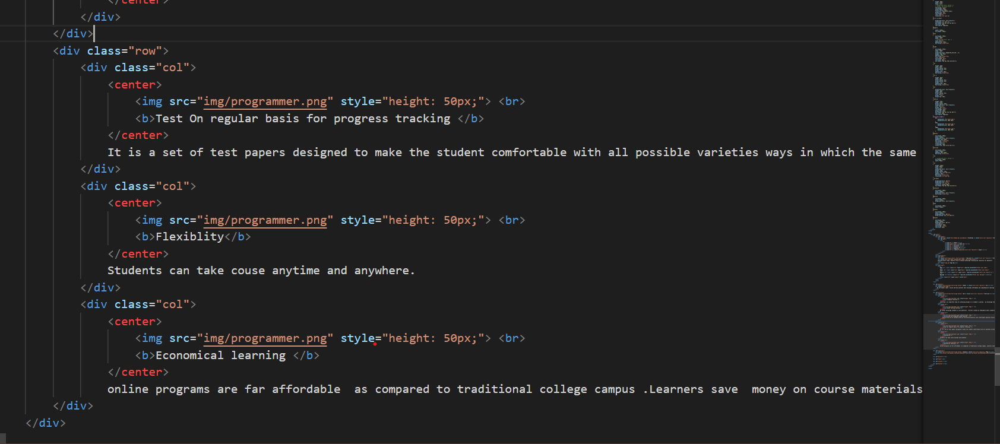 </center>
</div>
</div>
<div class="row">
<div class="col">
<center>
<img src="img/programmer.png" style="height: 50px;"> <br>
<b>Test On regular basis for progress tracking </b>
</center>
It is a set of test papers designed to make the student comfortable with all possible varieties ways in which the same
</div>
<div class="col">
<center>
<img src="img/programmer.png" style="height: 50px;"> <br>
<b>Flexiblity</b>
</center>
Students can take couse anytime and anywhere.
</div>
<div class="col">
<center>
<img src="img/programmer.png" style="height: 50px;"> <br>
<b>Economical learning </b>
</center>
online programs are far affordable  as compared to traditional college campus .Learners save  money on course materials
</div>
</div>